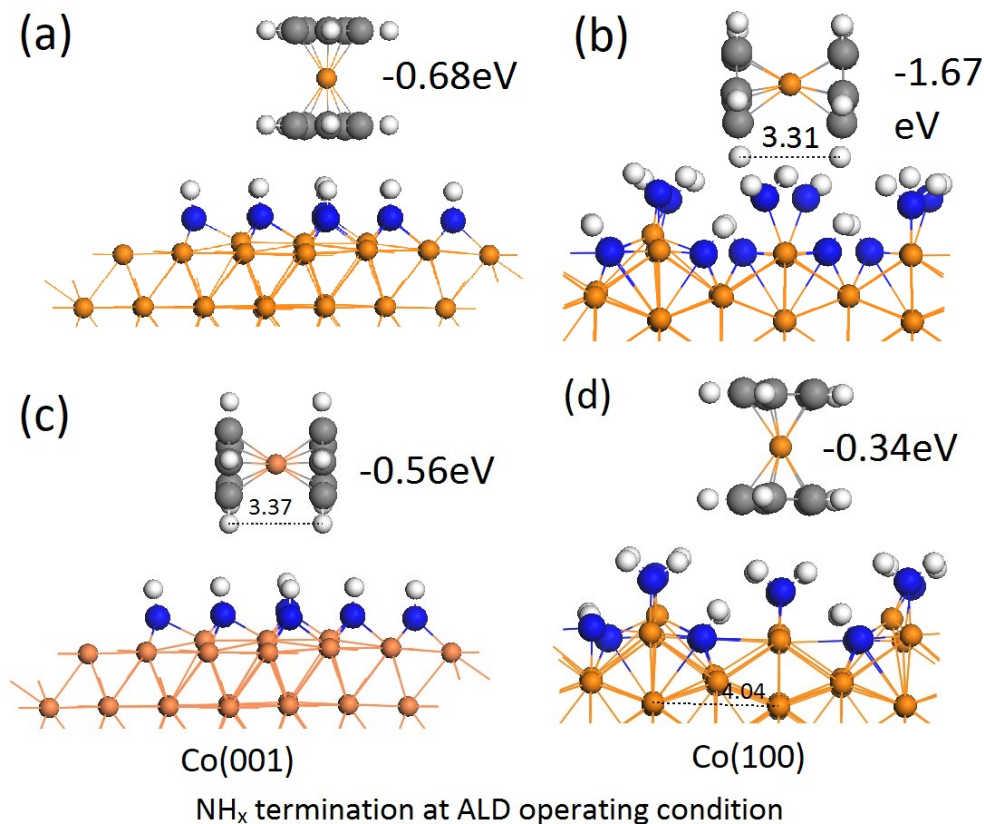 (a)
-0.68eV
(b)
-1.67
eV
3.31
(c)
-0.56eV
3.37
(d)
-0.34eV
4.04
Co(001)
Co(100)
NHx termination at ALD operating condition